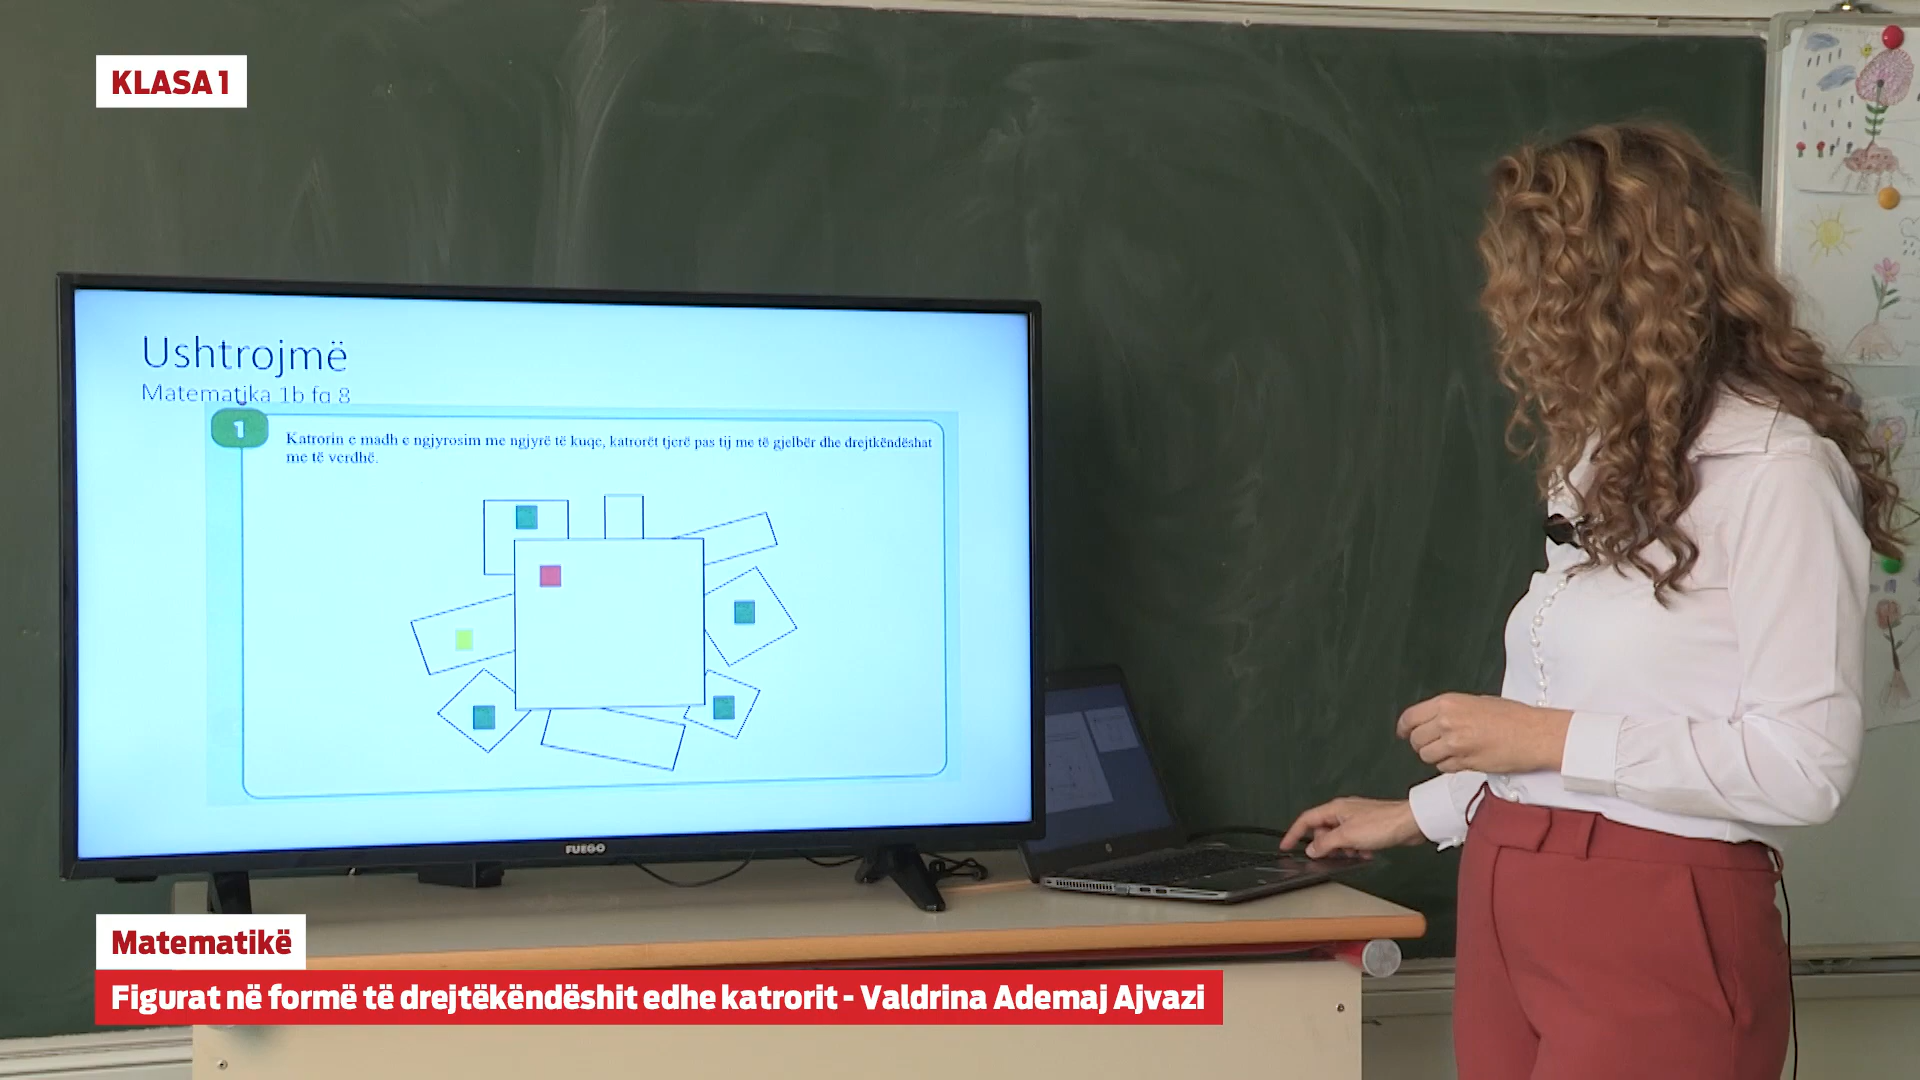 KLASA 1
Ushtrojmë
Matematika 1b fq 8
1
Katrorin e madh e ngjyrosim me ngjyrë të kuqe, katrorët tjerë pas tij me të gjelbër dhe drejtkëndëshat
me të verdhë.
FUEGO
Matematikë
Figurat në formë të drejtëkëndëshit edhe katrorit - Valdrina Ademaj Ajvazi